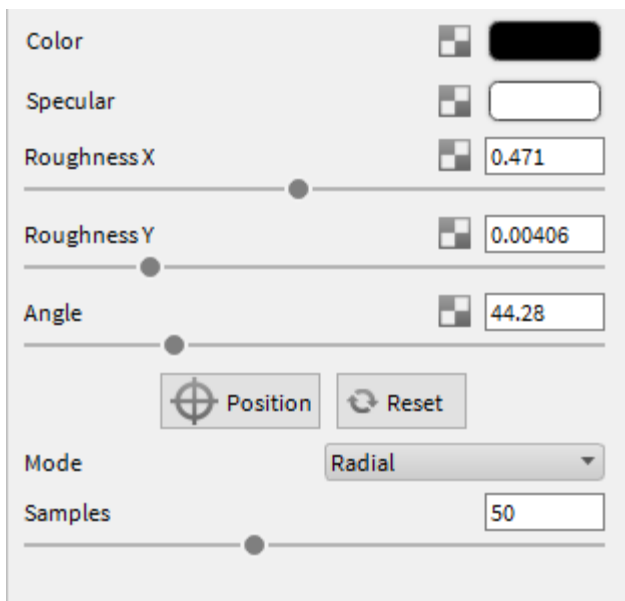 Color
Specular
Roughness X 0.471
Roughness Y 0.00406
Angle 44.28
Position Reset
Mode Radial
Samples 50